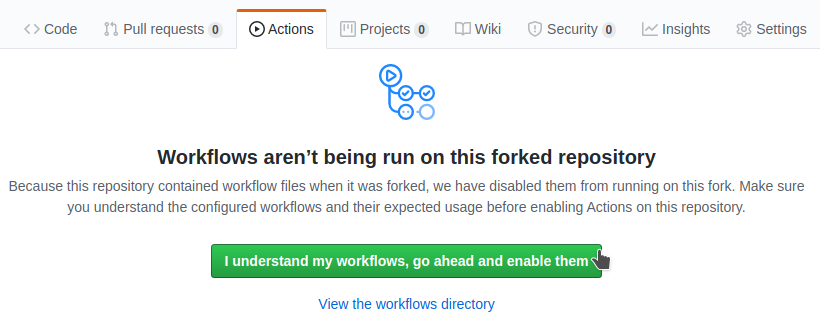 Code Pull requests 0 Actions Projects 0 Wiki Security 0 Insights Settings
Workflows aren’t being run on this forked repository
Because this repository contained workflow files when it was forked, we have disabled them from running on this fork. Make sure
you understand the configured workflows and their expected usage before enabling Actions on this repository.
I understand my workflows, go ahead and enable them
View the workflows directory